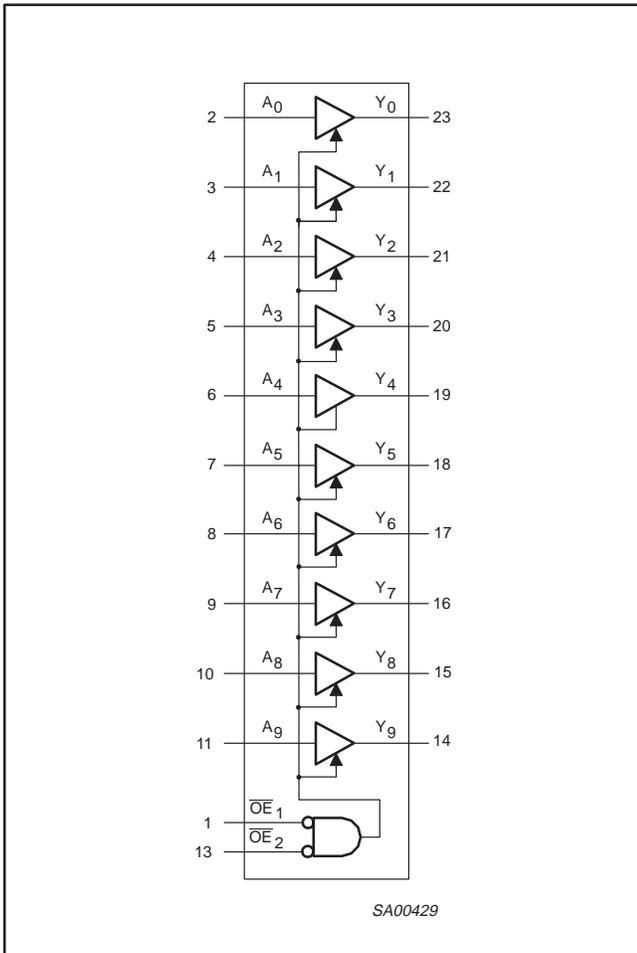 2 A0 Y0 23
3 A1 Y1 22
4 A2 Y2 21
5 A3 Y3 20
6 A4 Y4 19
7 A5 Y5 18
8 A6 Y6 17
9 A7 Y7 16
10 A8 Y8 15
11 A9 Y9 14
1 O̅E̅1
13 O̅E̅2
SA00429